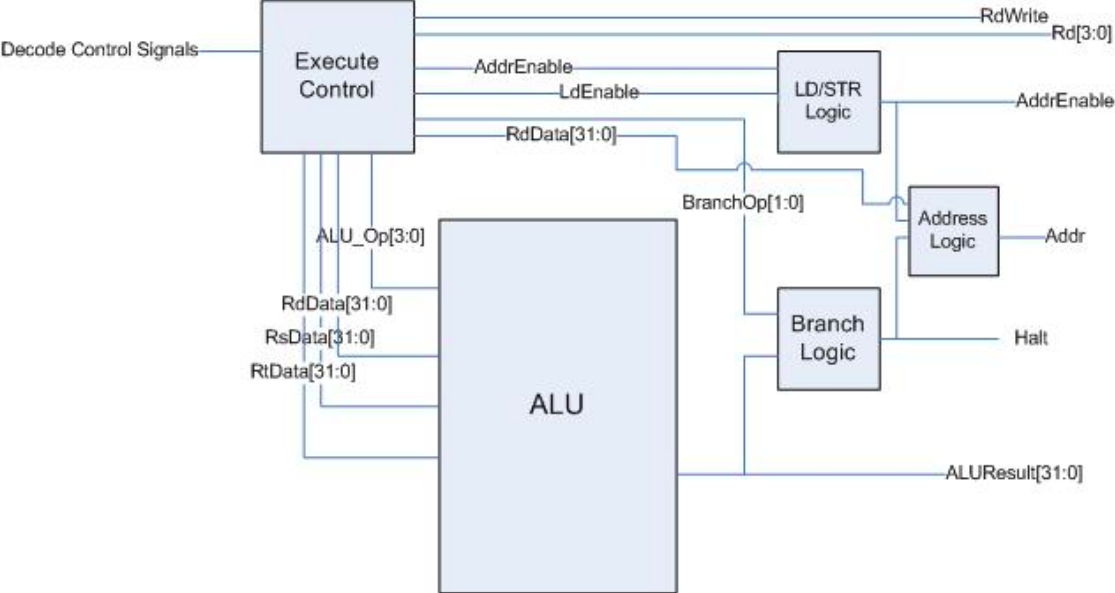 RdWrite
Rd[3:0]
Decode Control Signals
Execute
Control
AddrEnable
LdEnable
LD/STR
Logic
AddrEnable
RdData[31:0]
BranchOp[1:0]
Address
Logic
Addr
ALU_Op[3:0]
RdData[31:0]
RsData[31:0]
RtData[31:0]
Branch
Logic
Halt
ALU
ALUResult[31:0]